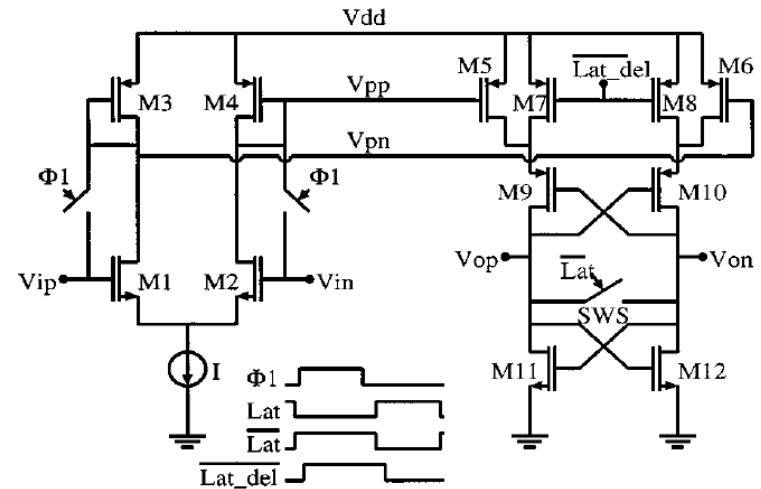 Vdd
M5
Lat_del
M6
M3
M4
Vpp
M7
M8
Vpn
Φ1
Φ1
M9
M10
Vop
Lat
Von
Vip
M1
M2
Vin
SWS
I
M11
M12
Φ1
Lat
Lat
Lat_del